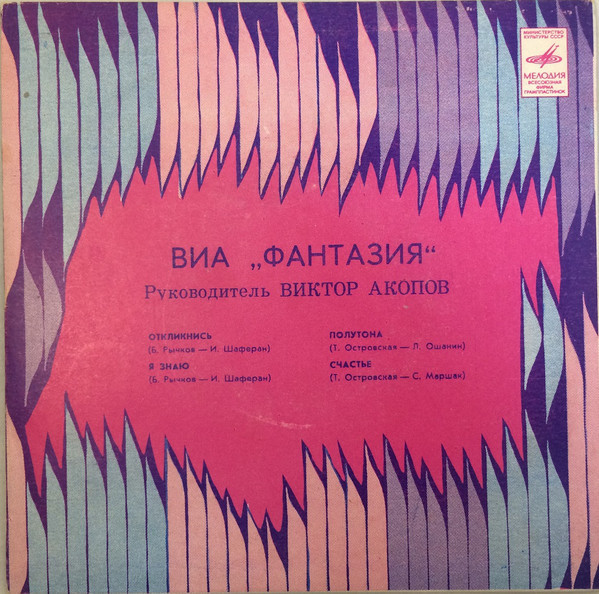 МИНИСТЕРСТВО
КУЛЬТУРЫ СССР
МЕЛОДИЯ
ВСЕСОЮЗНАЯ
ФИРМА
ГРАМПЛАСТИНОК
ВИА „ФАНТАЗИЯ“
Руководитель ВИКТОР АКОПОВ
ОТКЛИКНИСЬ
(Б. Рычков — И. Шаферан)
Я ЗНАЮ
(Б. Рычков — И. Шаферан)
ПОЛУТОНА
(Т. Островская — Л. Ошанин)
СЧАСТЬЕ
(Т. Островская — С. Маршак)